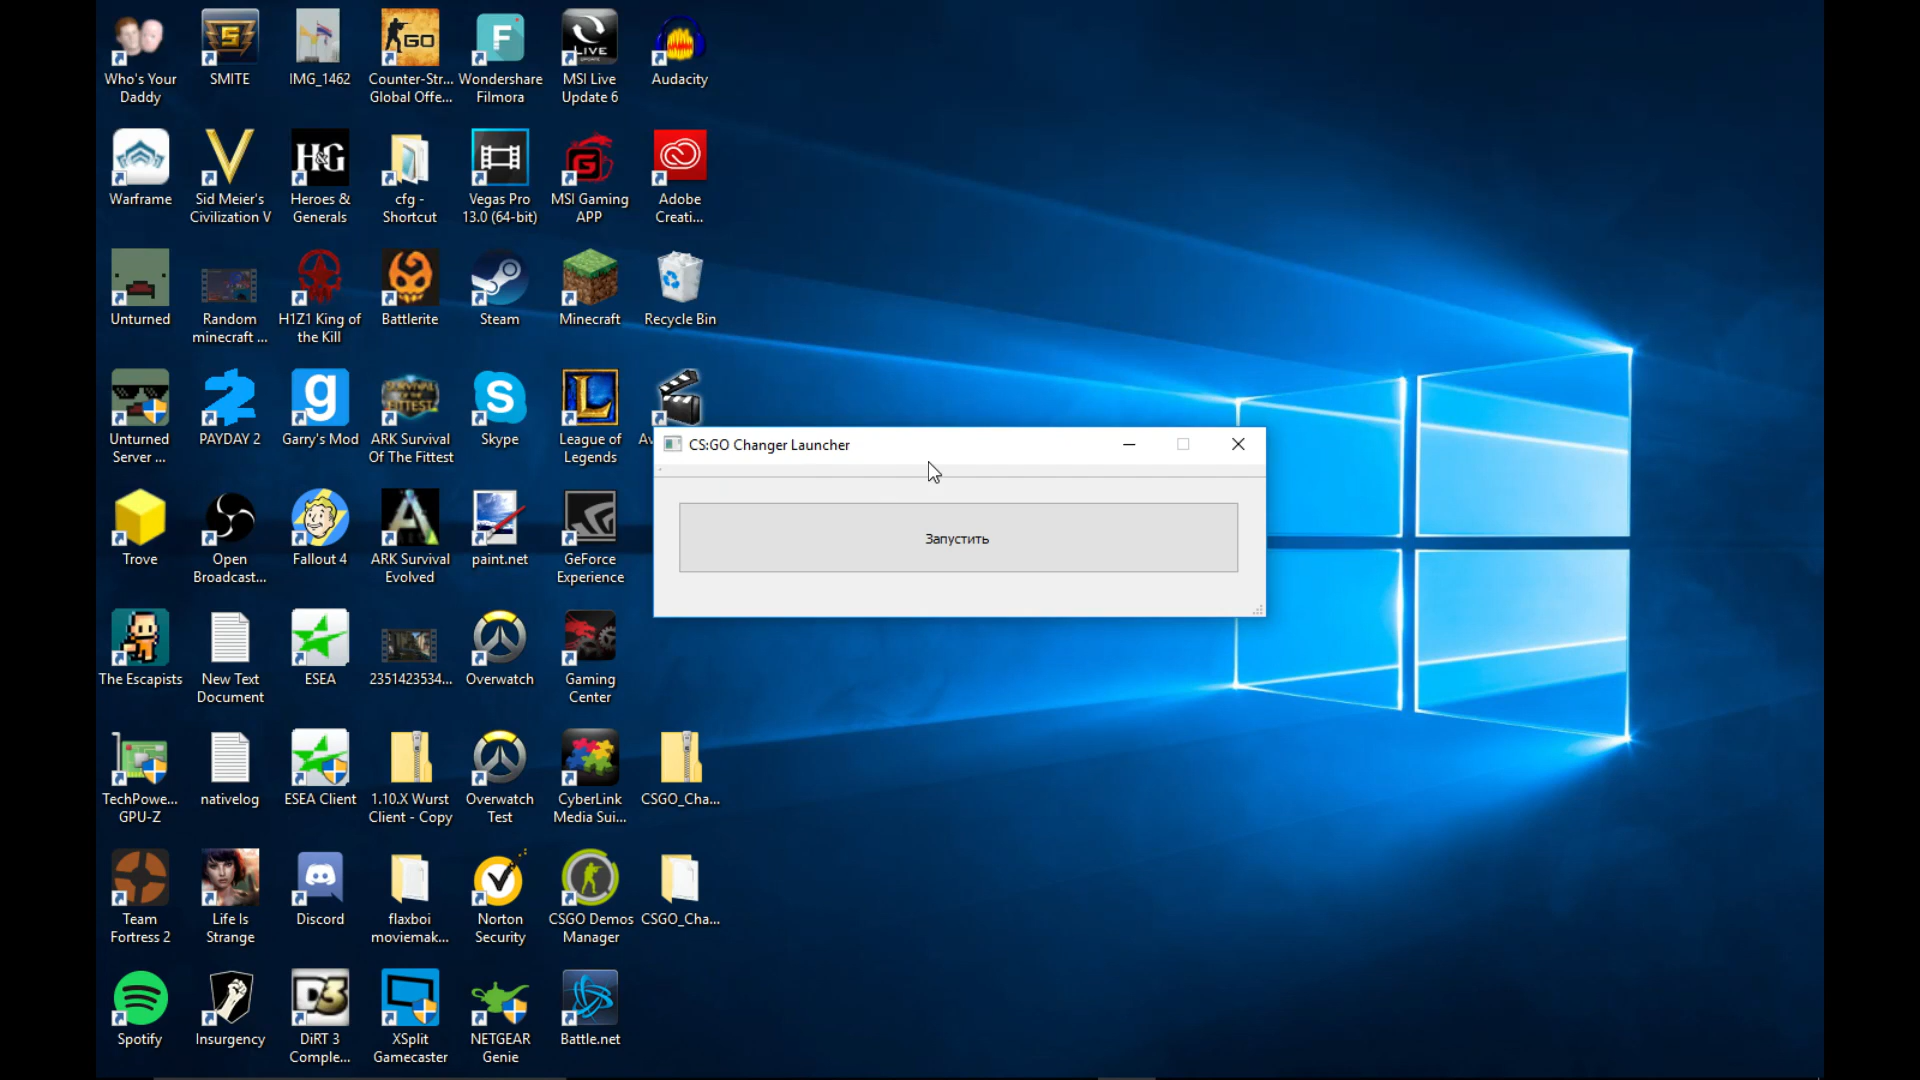 Who's Your
Daddy
SMITE
IMG_1462
Counter-Str...
Global Offe...
Wondershare
Filmora
MSI Live
Update 6
Audacity
Warframe
Sid Meier's
Civilization V
Heroes &
Generals
cfg -
Shortcut
Vegas Pro
13.0 (64-bit)
MSI Gaming
APP
Adobe
Creati...
Unturned
Random
minecraft ...
H1Z1 King of
the Kill
Battlerite
Steam
Minecraft
Recycle Bin
Unturned
Server ...
PAYDAY 2
Garry's Mod
ARK Survival
Of The Fittest
Skype
League of
Legends
CS:GO Changer Launcher
Запустить
Trove
Open
Broadcast...
Fallout 4
ARK Survival
Evolved
paint.net
GeForce
Experience
The Escapists
New Text
Document
ESEA
2351423534...
Overwatch
Gaming
Center
TechPowe...
GPU-Z
nativelog
ESEA Client
1.10.X Wurst
Client - Copy
Overwatch
Test
CyberLink
Media Sui...
CSGO_Cha...
Team
Fortress 2
Life Is
Strange
Discord
flaxboi
moviemak...
Norton
Security
CSGO Demos
Manager
CSGO_Cha...
Spotify
Insurgency
DiRT 3
Comple...
XSplit
Gamecaster
NETGEAR
Genie
Battle.net